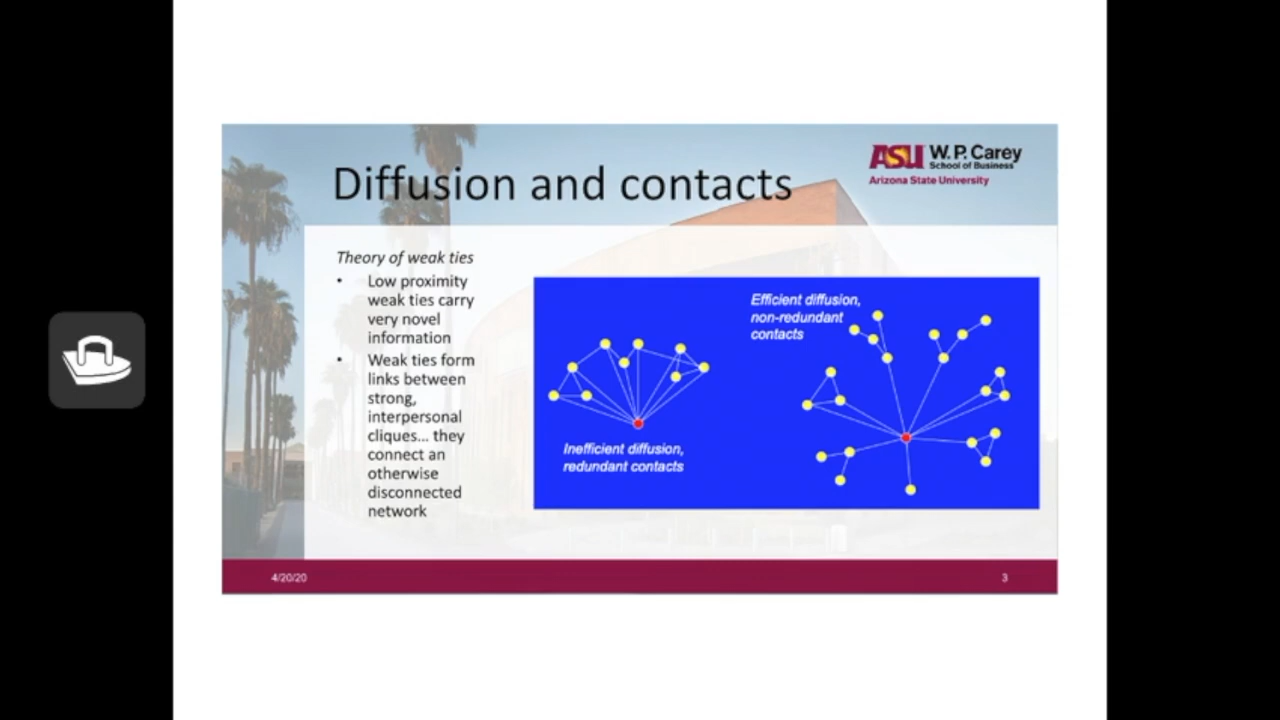 Diffusion and contacts
ASU W. P. Carey
School of Business
Arizona State University
Theory of weak ties
• Low proximity
weak ties carry
very novel
information
• Weak ties form
links between
strong,
interpersonal
cliques... they
connect an
otherwise
disconnected
network
Efficient diffusion,
non-redundant
contacts
Inefficient diffusion,
redundant contacts
4/20/20
3